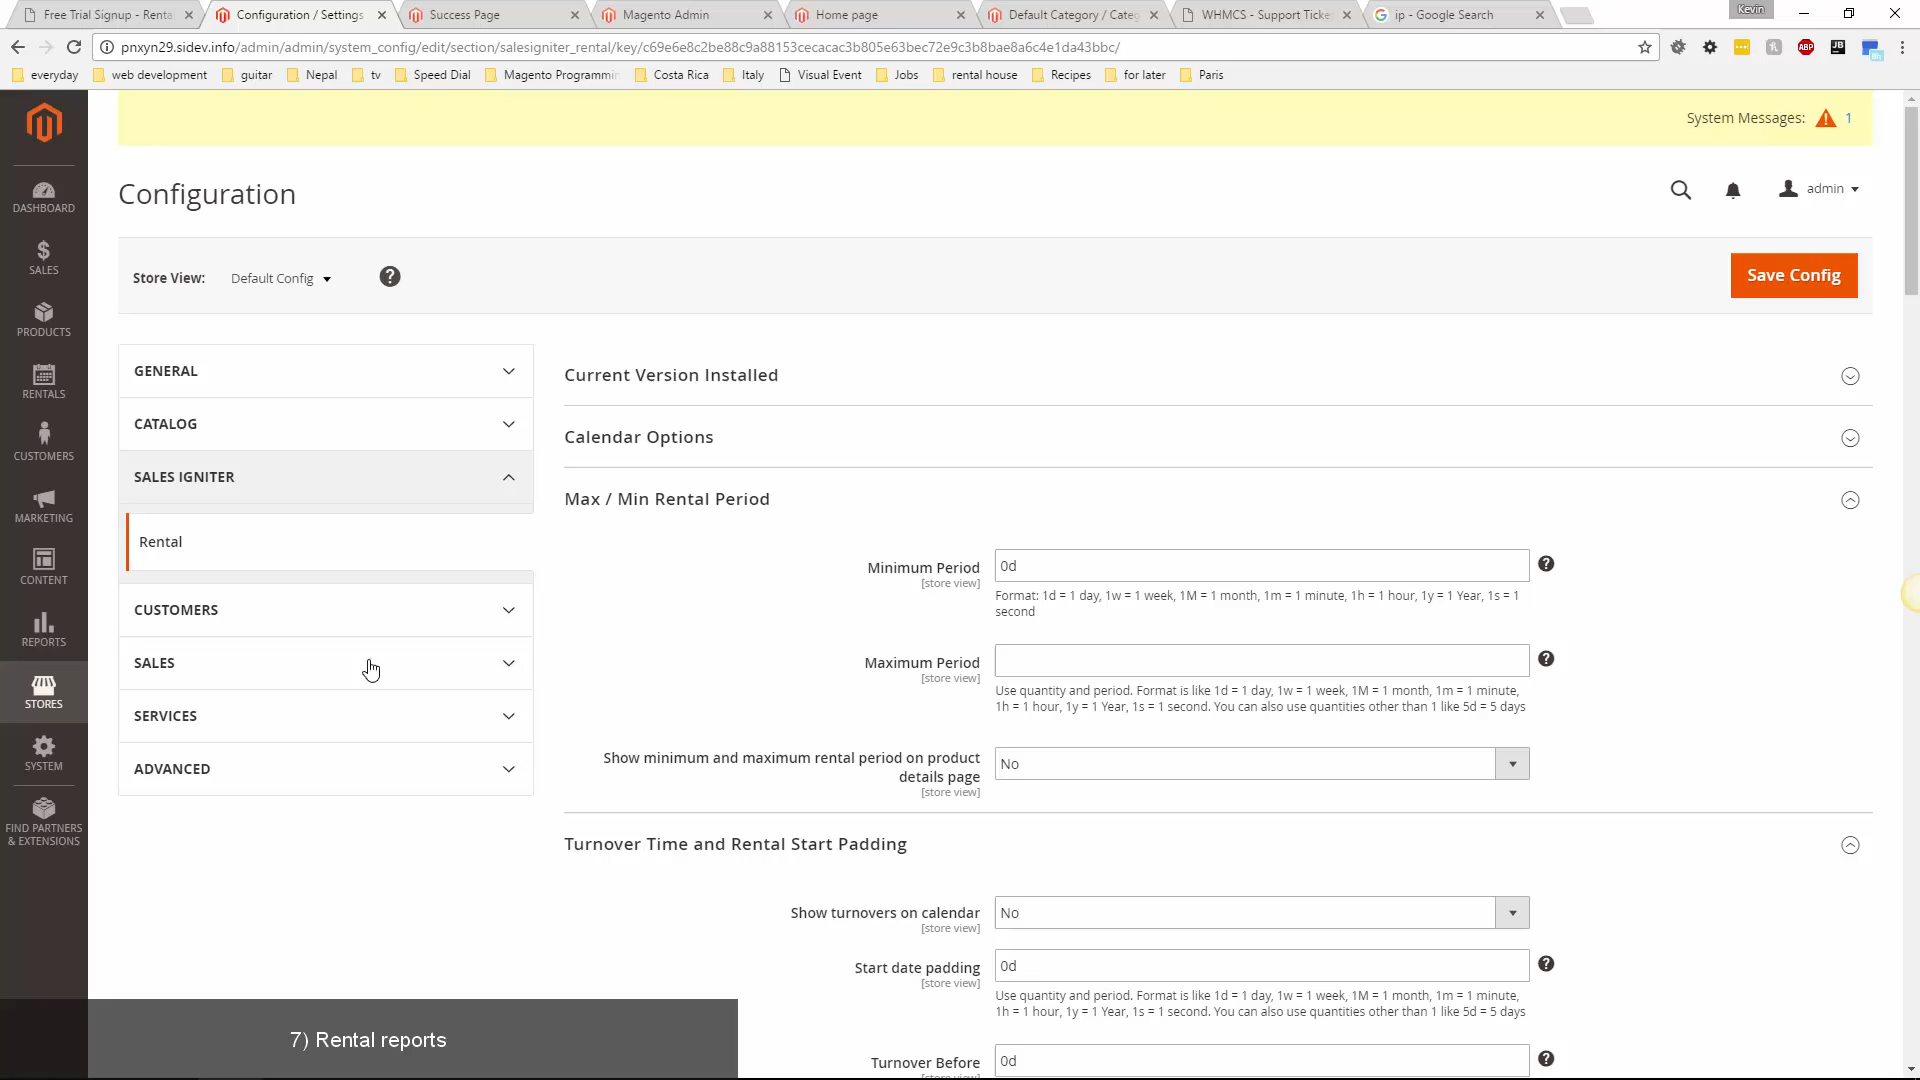 Free Trial Signup - Renta
Configuration / Settings
Success Page
Magento Admin
Home page
Default Category / Categ
WHMCS - Support Ticke
ip - Google Search
Kevin
pnxyn29.sidev.info/admin/admin/system_config/edit/section/salesigniter_rental/key/c69e6e8c2be88c9a88153cecacac3b805e63bec72e9c3b8bae8a6c4e1da43bbc/
ABP
JB
everyday
web development
guitar
Nepal
tv
Speed Dial
Magento Programmin
Costa Rica
Italy
Visual Event
Jobs
rental house
Recipes
for later
Paris
System Messages: 1
Configuration
admin
Store View: Default Config
Save Config
DASHBOARD
SALES
PRODUCTS
RENTALS
CUSTOMERS
MARKETING
CONTENT
REPORTS
STORES
SYSTEM
FIND PARTNERS
& EXTENSIONS
GENERAL
CATALOG
SALES IGNITER
Rental
CUSTOMERS
SALES
SERVICES
ADVANCED
Current Version Installed
Calendar Options
Max / Min Rental Period
Minimum Period
[store view]
0d
Format: 1d = 1 day, 1w = 1 week, 1M = 1 month, 1m = 1 minute, 1h = 1 hour, 1y = 1 Year, 1s = 1
second
Maximum Period
[store view]
Use quantity and period. Format is like 1d = 1 day, 1w = 1 week, 1M = 1 month, 1m = 1 minute,
1h = 1 hour, 1y = 1 Year, 1s = 1 second. You can also use quantities other than 1 like 5d = 5 days
Show minimum and maximum rental period on product
details page
[store view]
No
Turnover Time and Rental Start Padding
Show turnovers on calendar
[store view]
No
Start date padding
[store view]
0d
Use quantity and period. Format is like 1d = 1 day, 1w = 1 week, 1M = 1 month, 1m = 1 minute,
1h = 1 hour, 1y = 1 Year, 1s = 1 second. You can also use quantities other than 1 like 5d = 5 days
Turnover Before
[store view]
0d
7) Rental reports